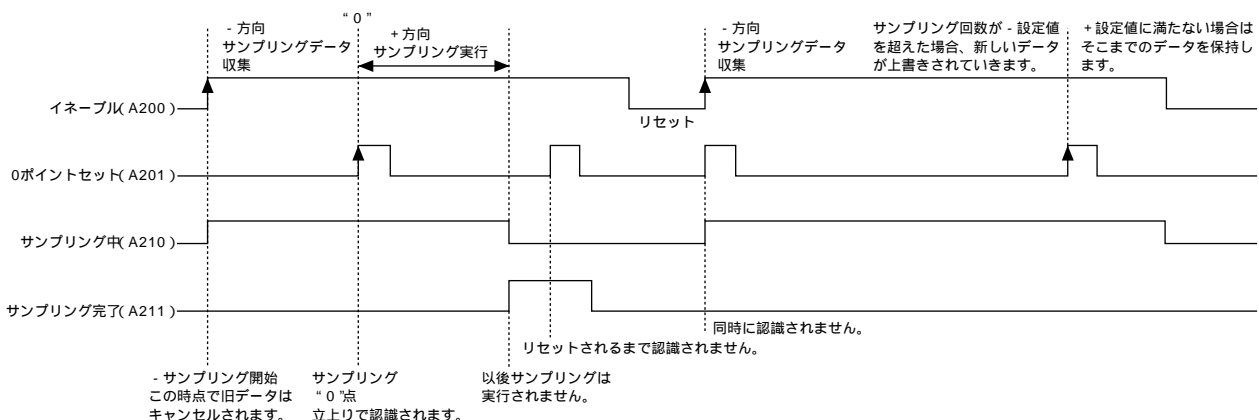 “ 0 ”
- 方向
サンプリングデータ
収集
+ 方向
サンプリング実行
- 方向
サンプリングデータ
収集
サンプリング回数が - 設定値
を超えた場合、新しいデータ
が上書きされていきます。
+ 設定値に満たない場合は
そこまでのデータを保持し
ます。
イネーブル( A200 )
リセット
0ポイントセット( A201 )
サンプリング中( A210 )
サンプリング完了( A211 )
同時に認識されません。
リセットされるまで認識されません。
- サンプリング開始
この時点で旧データは
キャンセルされます。
サンプリング
“ 0 ”点
立上りで認識されます。
以後サンプリングは
実行されません。